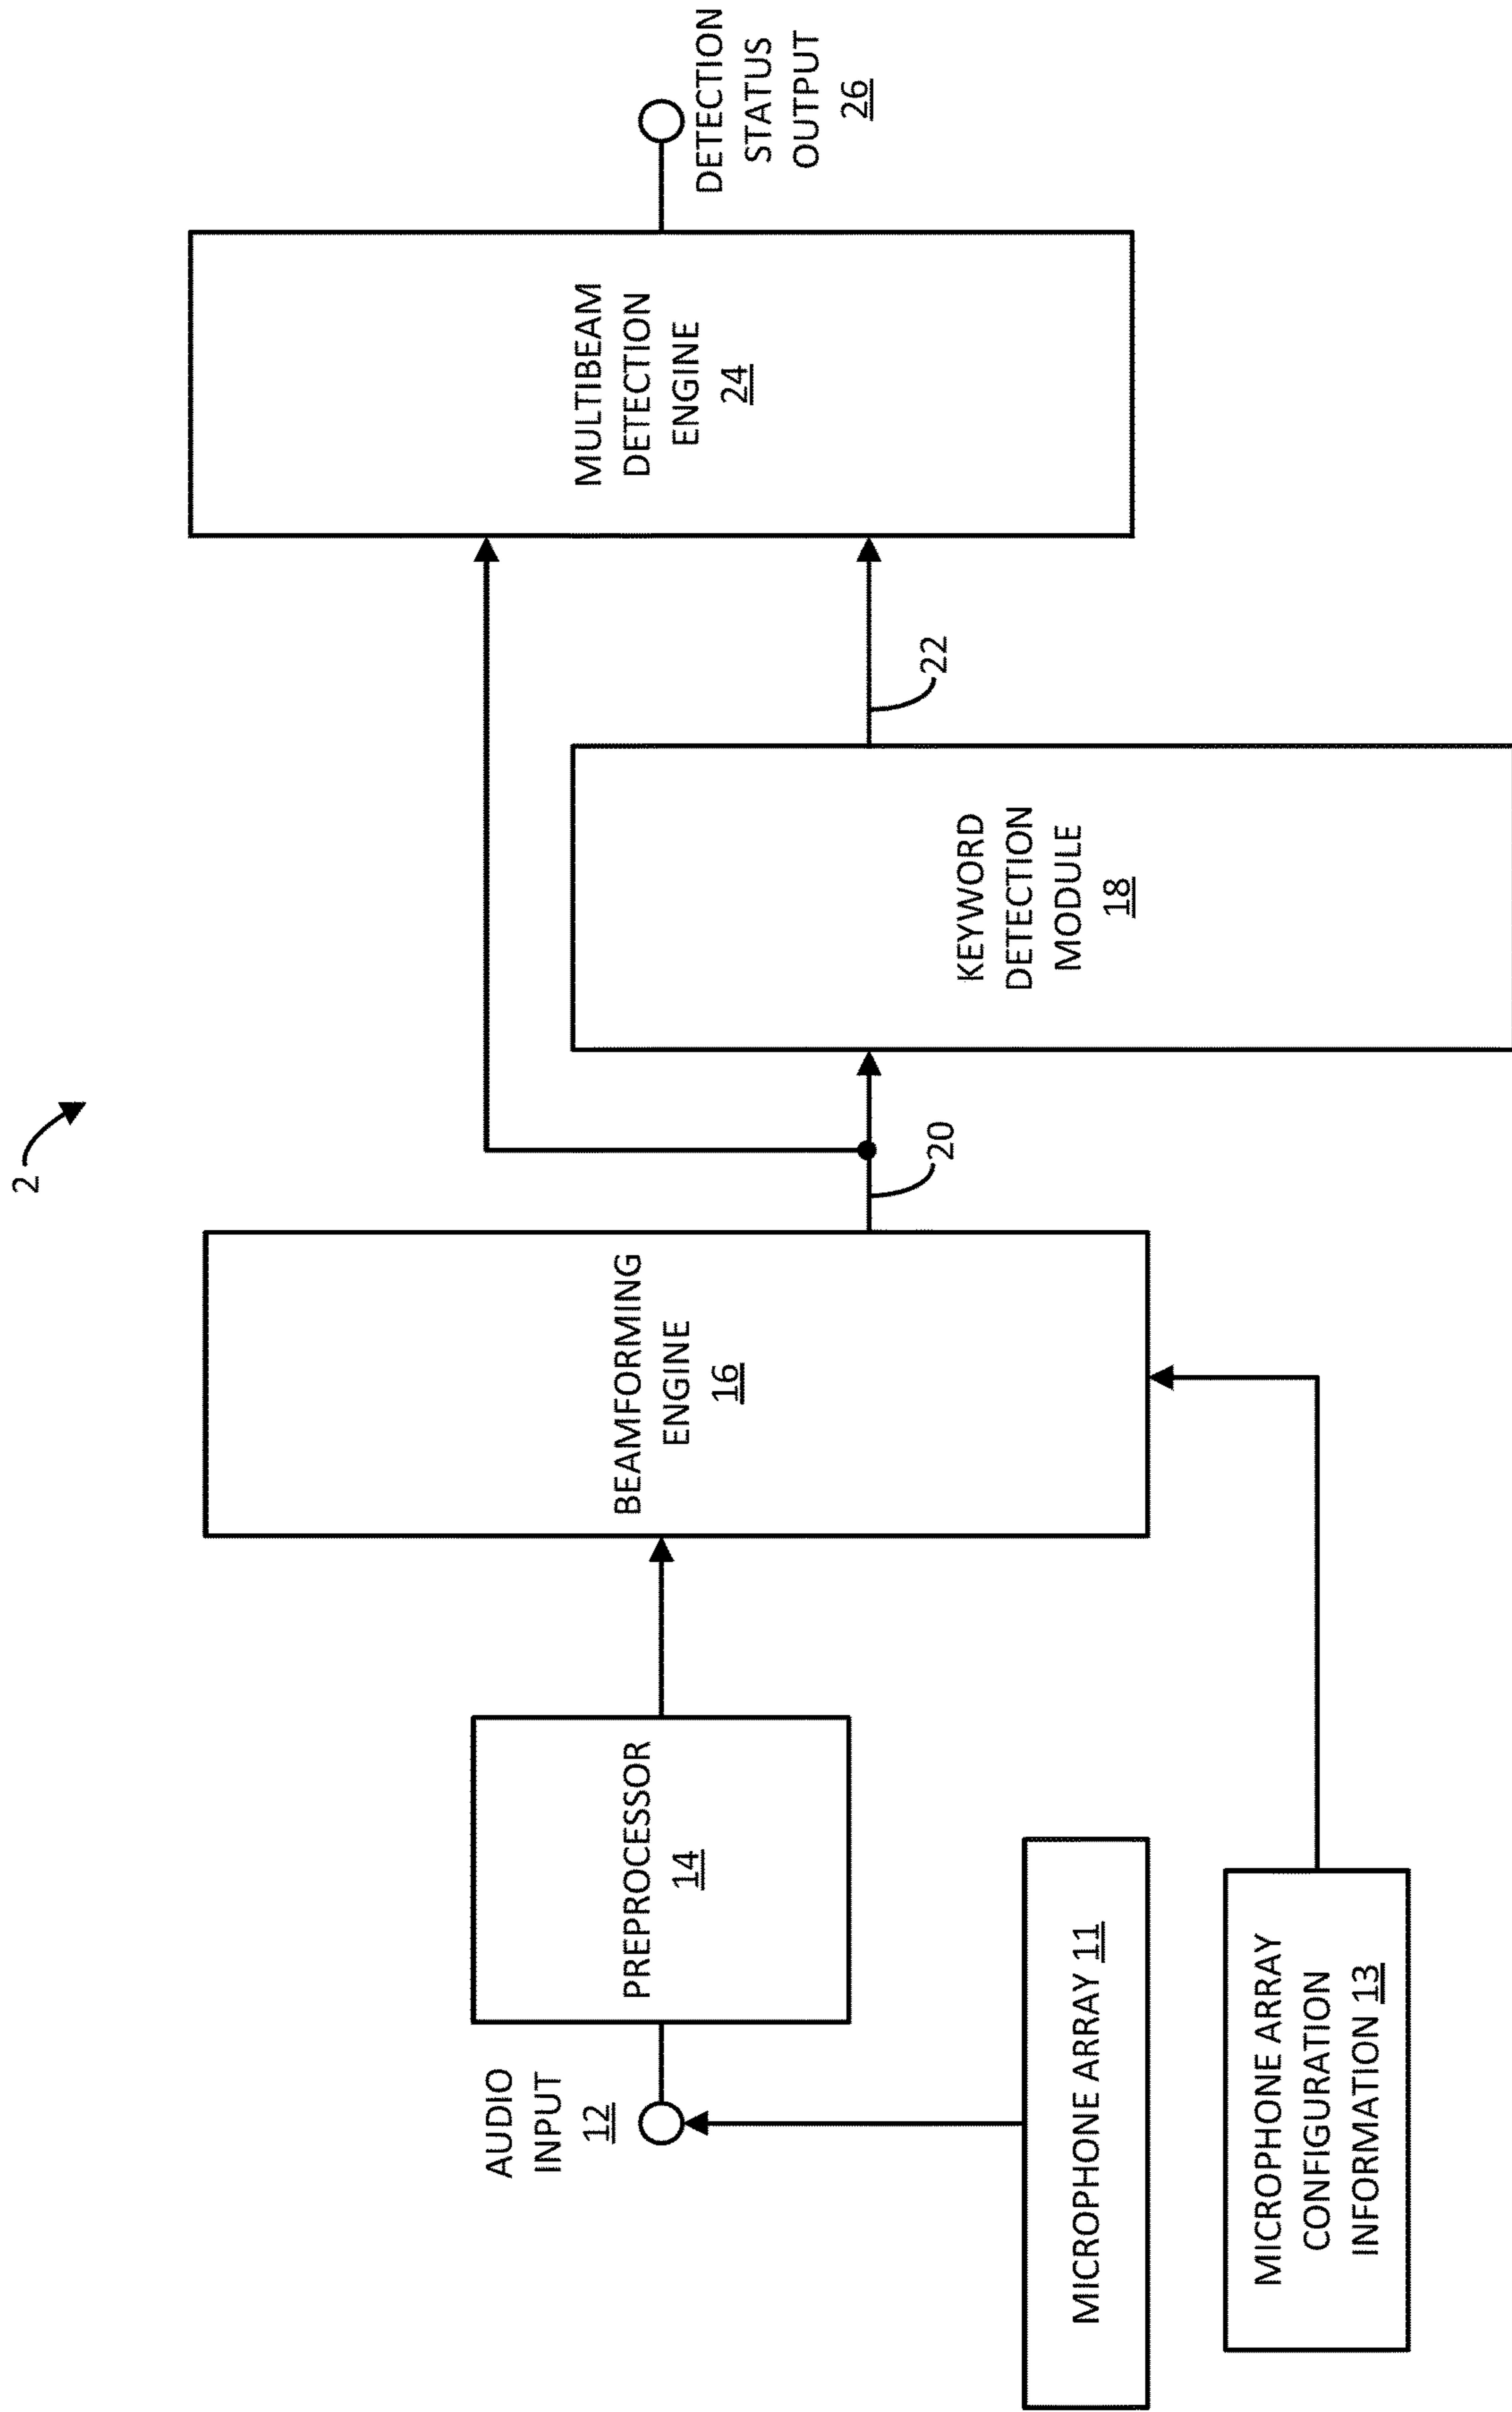 2
AUDIO
INPUT
12
PREPROCESSOR
14
MICROPHONE ARRAY 11
MICROPHONE ARRAY
CONFIGURATION
INFORMATION 13
BEAMFORMING
ENGINE
16
20
KEYWORD
DETECTION
MODULE
18
22
MULTIBEAM
DETECTION
ENGINE
24
DETECTION
STATUS
OUTPUT
26